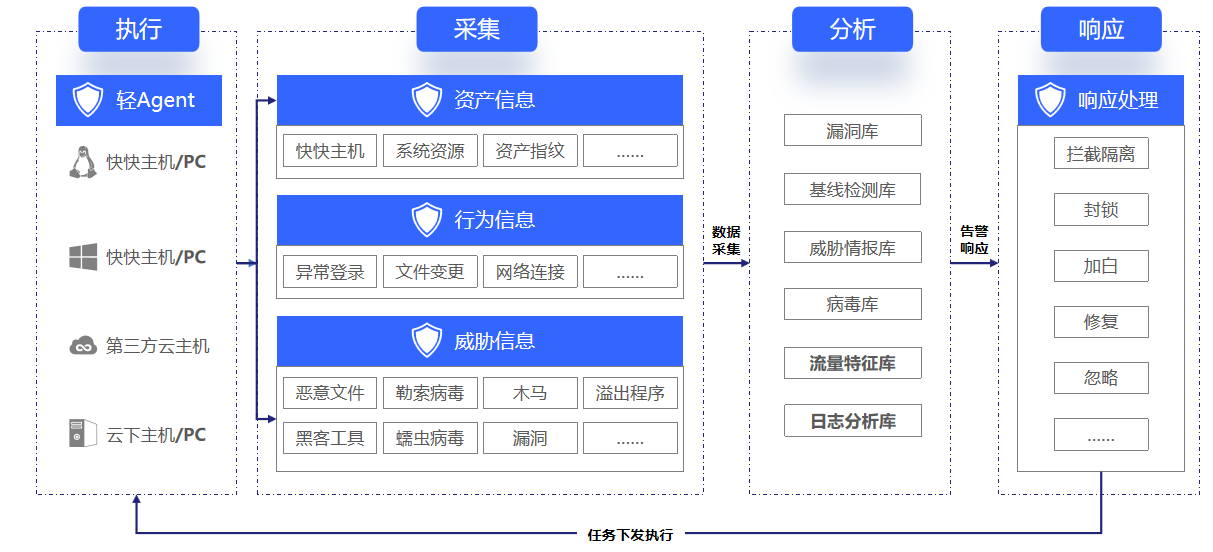 执行
采集
分析
响应
轻Agent
快快主机/PC
快快主机/PC
第三方云主机
云下主机/PC
资产信息
快快主机
系统资源
资产指纹
......
行为信息
异常登录
文件变更
网络连接
......
威胁信息
恶意文件
勒索病毒
木马
溢出程序
黑客工具
蠕虫病毒
漏洞
......
数据
采集
漏洞库
基线检测库
威胁情报库
病毒库
流量特征库
日志分析库
告警
响应
响应处理
拦截隔离
封锁
加白
修复
忽略
......
任务下发执行